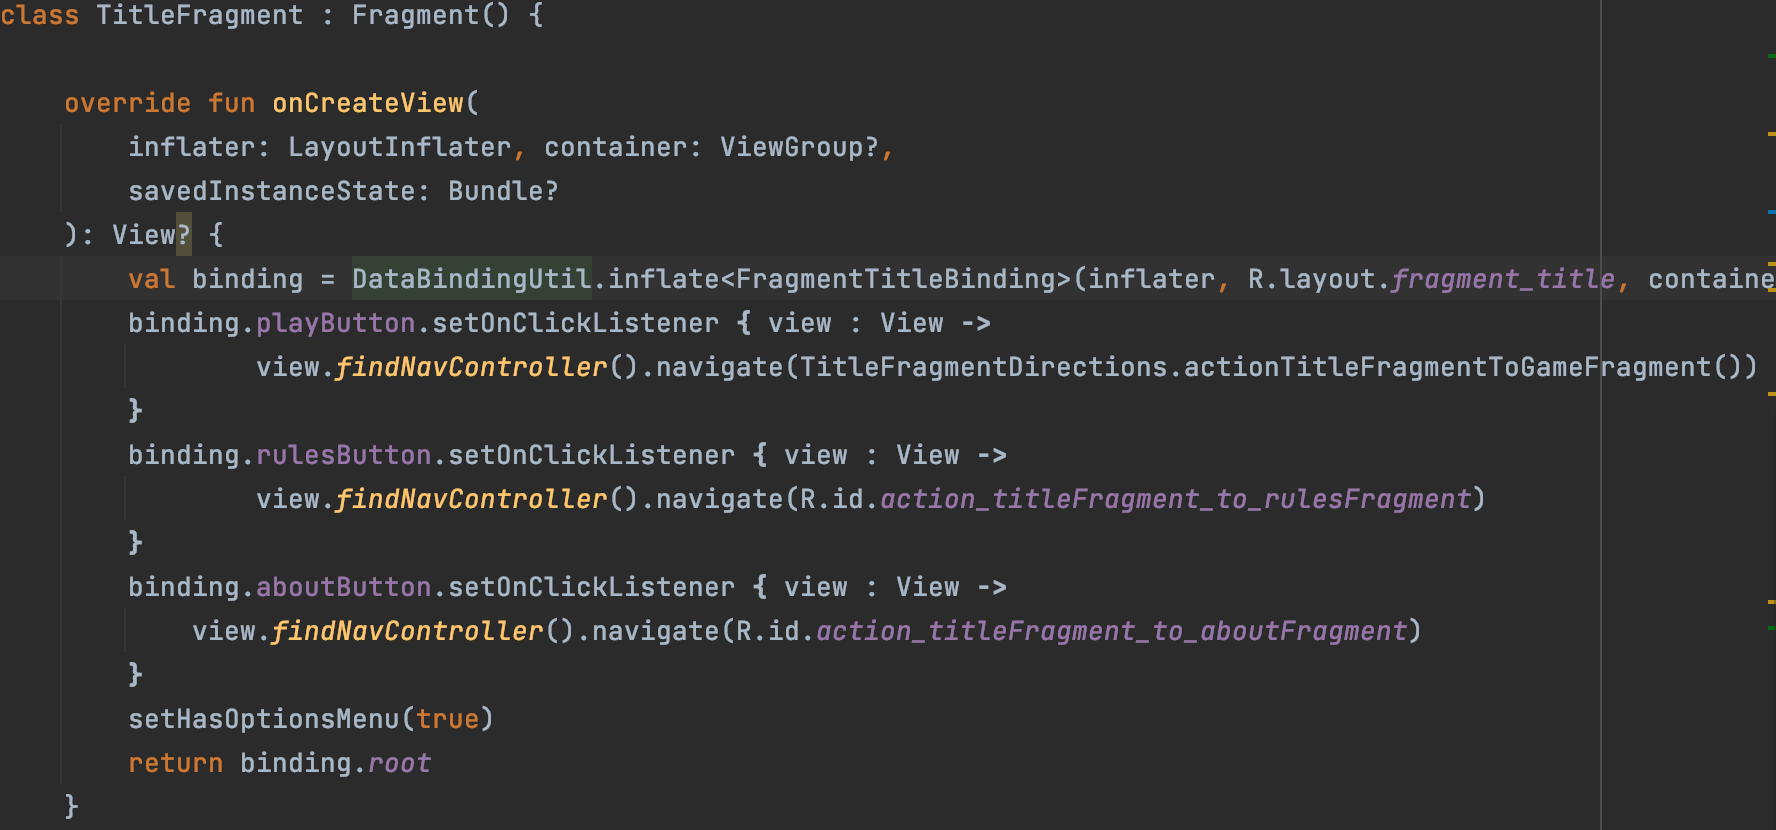 class TitleFragment : Fragment() {
override fun onCreateView(
inflater: LayoutInflater, container: ViewGroup?,
savedInstanceState: Bundle?
): View? {
val binding = DataBindingUtil.inflate<FragmentTitleBinding>(inflater, R.layout.fragment_title, containe
binding.playButton.setOnClickListener { view : View ->
view.findNavController().navigate(TitleFragmentDirections.actionTitleFragmentToGameFragment())
}
binding.rulesButton.setOnClickListener { view : View ->
view.findNavController().navigate(R.id.action_titleFragment_to_rulesFragment)
}
binding.aboutButton.setOnClickListener { view : View ->
view.findNavController().navigate(R.id.action_titleFragment_to_aboutFragment)
}
setHasOptionsMenu(true)
return binding.root
}